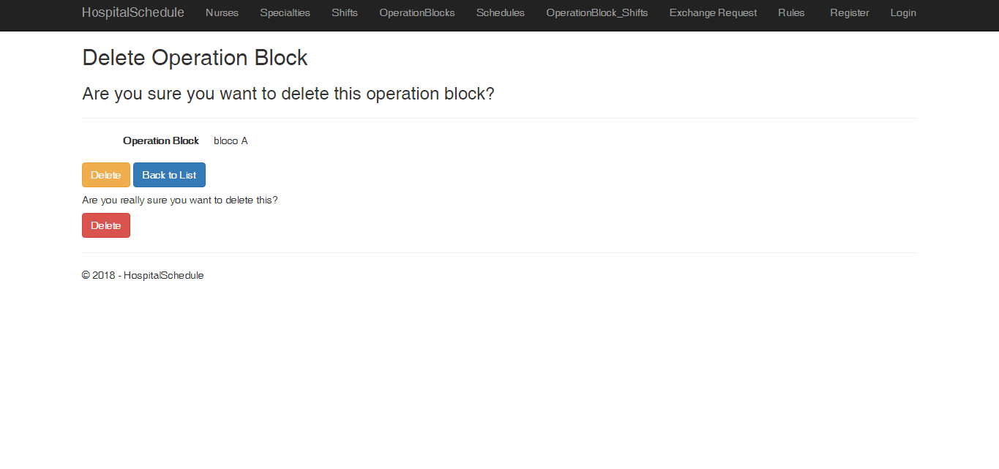 HospitalSchedule Nurses Specialties Shifts OperationBlocks Schedules OperationBlock_Shifts Exchange Request Rules Register Login
Delete Operation Block
Are you sure you want to delete this operation block?
Operation Block bloco A
Delete Back to List
Are you really sure you want to delete this?
Delete
© 2018 - HospitalSchedule